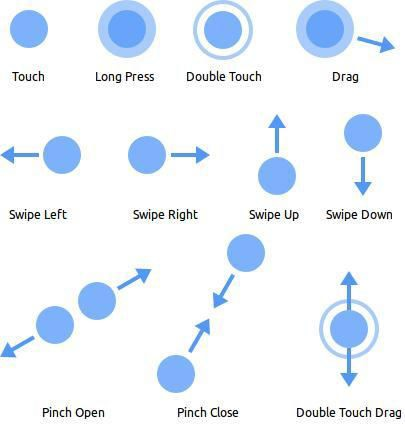 Touch
Long Press
Double Touch
Drag
Swipe Left
Swipe Right
Swipe Up
Swipe Down
Pinch Open
Pinch Close
Double Touch Drag